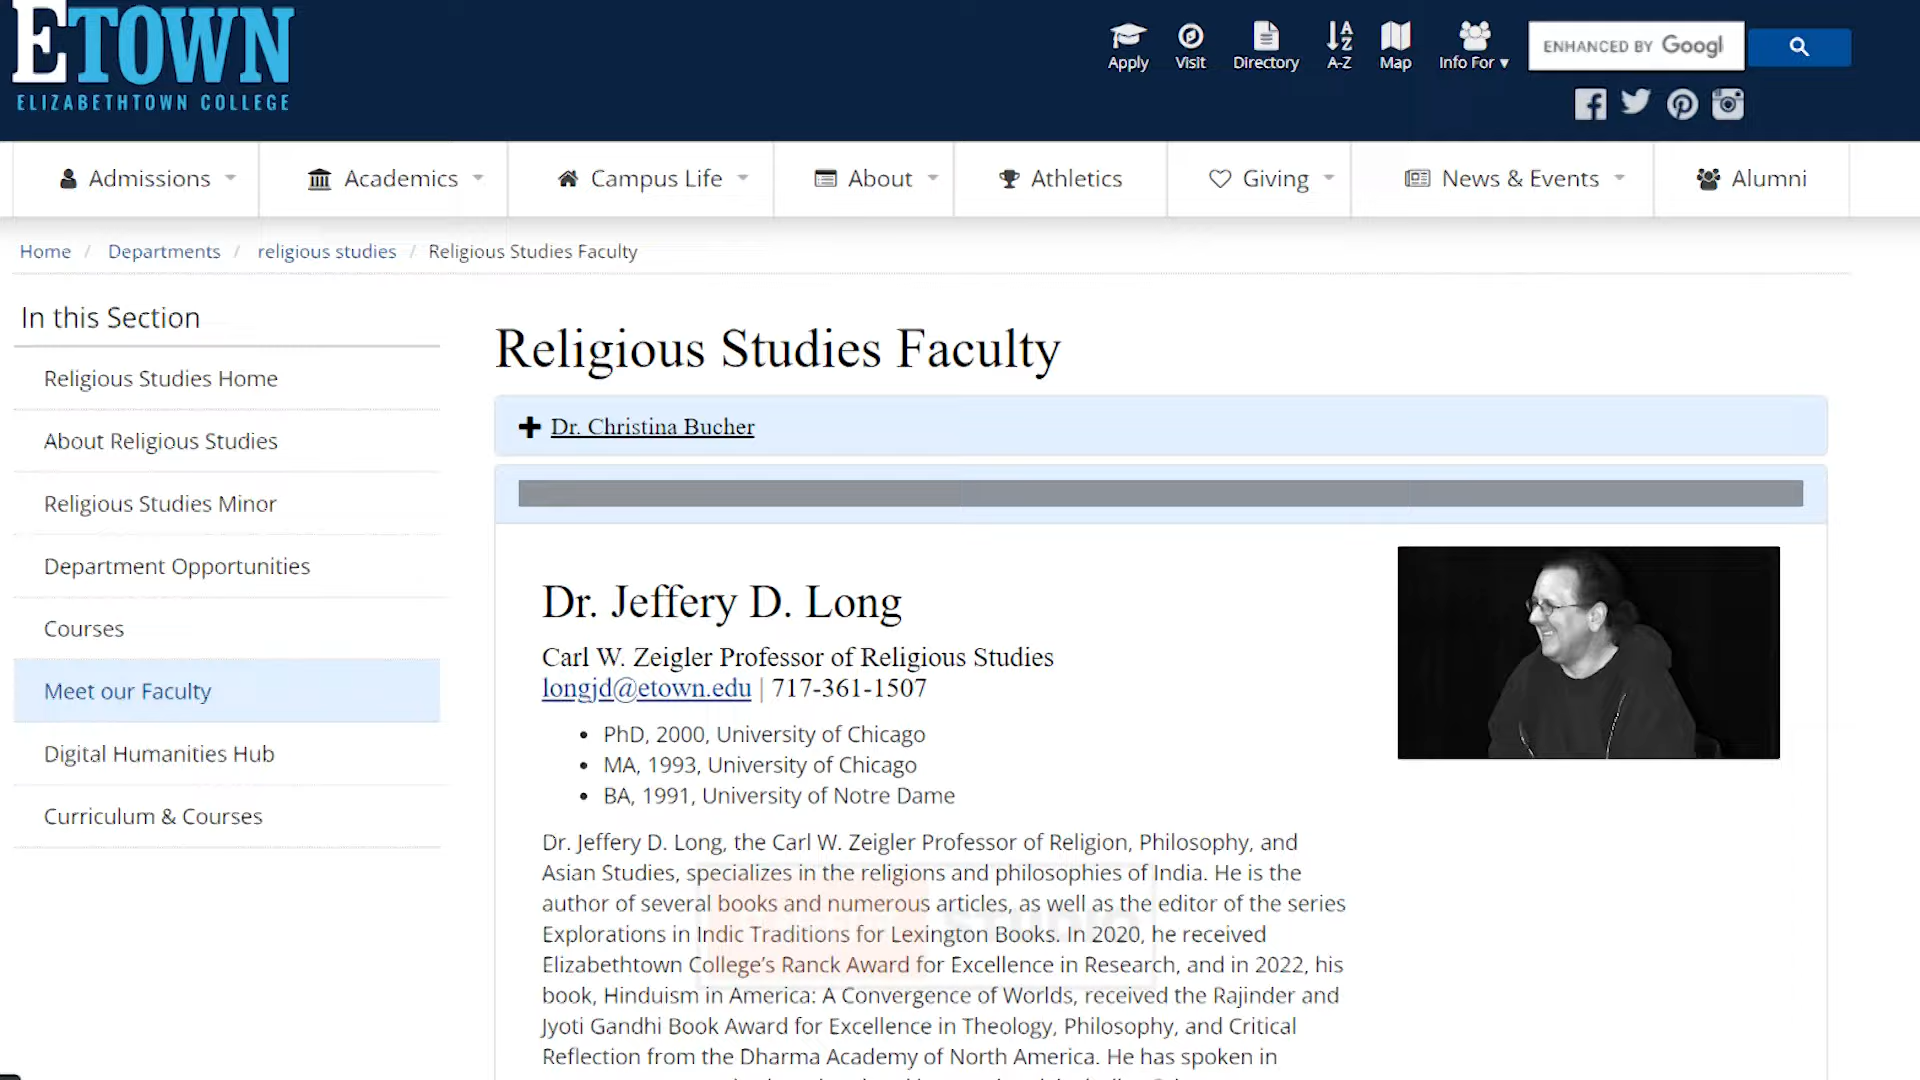 ETOWN
ELIZABETHTOWN COLLEGE
Apply
Visit
Directory
A-Z
Map
Info For ▾
ENHANCED BY Googl
Admissions
Academics
Campus Life
About
Athletics
Giving
News & Events
Alumni
Home / Departments / religious studies / Religious Studies Faculty
In this Section
Religious Studies Home
About Religious Studies
Religious Studies Minor
Department Opportunities
Courses
Meet our Faculty
Digital Humanities Hub
Curriculum & Courses
Religious Studies Faculty
Dr. Christina Bucher
Dr. Jeffery D. Long
Carl W. Zeigler Professor of Religious Studies
longjd@etown.edu | 717-361-1507
• PhD, 2000, University of Chicago
• MA, 1993, University of Chicago
• BA, 1991, University of Notre Dame
Dr. Jeffery D. Long, the Carl W. Zeigler Professor of Religion, Philosophy, and
Asian Studies, specializes in the religions and philosophies of India. He is the
author of several books and numerous articles, as well as the editor of the series
Explorations in Indic Traditions for Lexington Books. In 2020, he received
Elizabethtown College's Ranck Award for Excellence in Research, and in 2022, his
book, Hinduism in America: A Convergence of Worlds, received the Rajinder and
Jyoti Gandhi Book Award for Excellence in Theology, Philosophy, and Critical
Reflection from the Dharma Academy of North America. He has spoken in